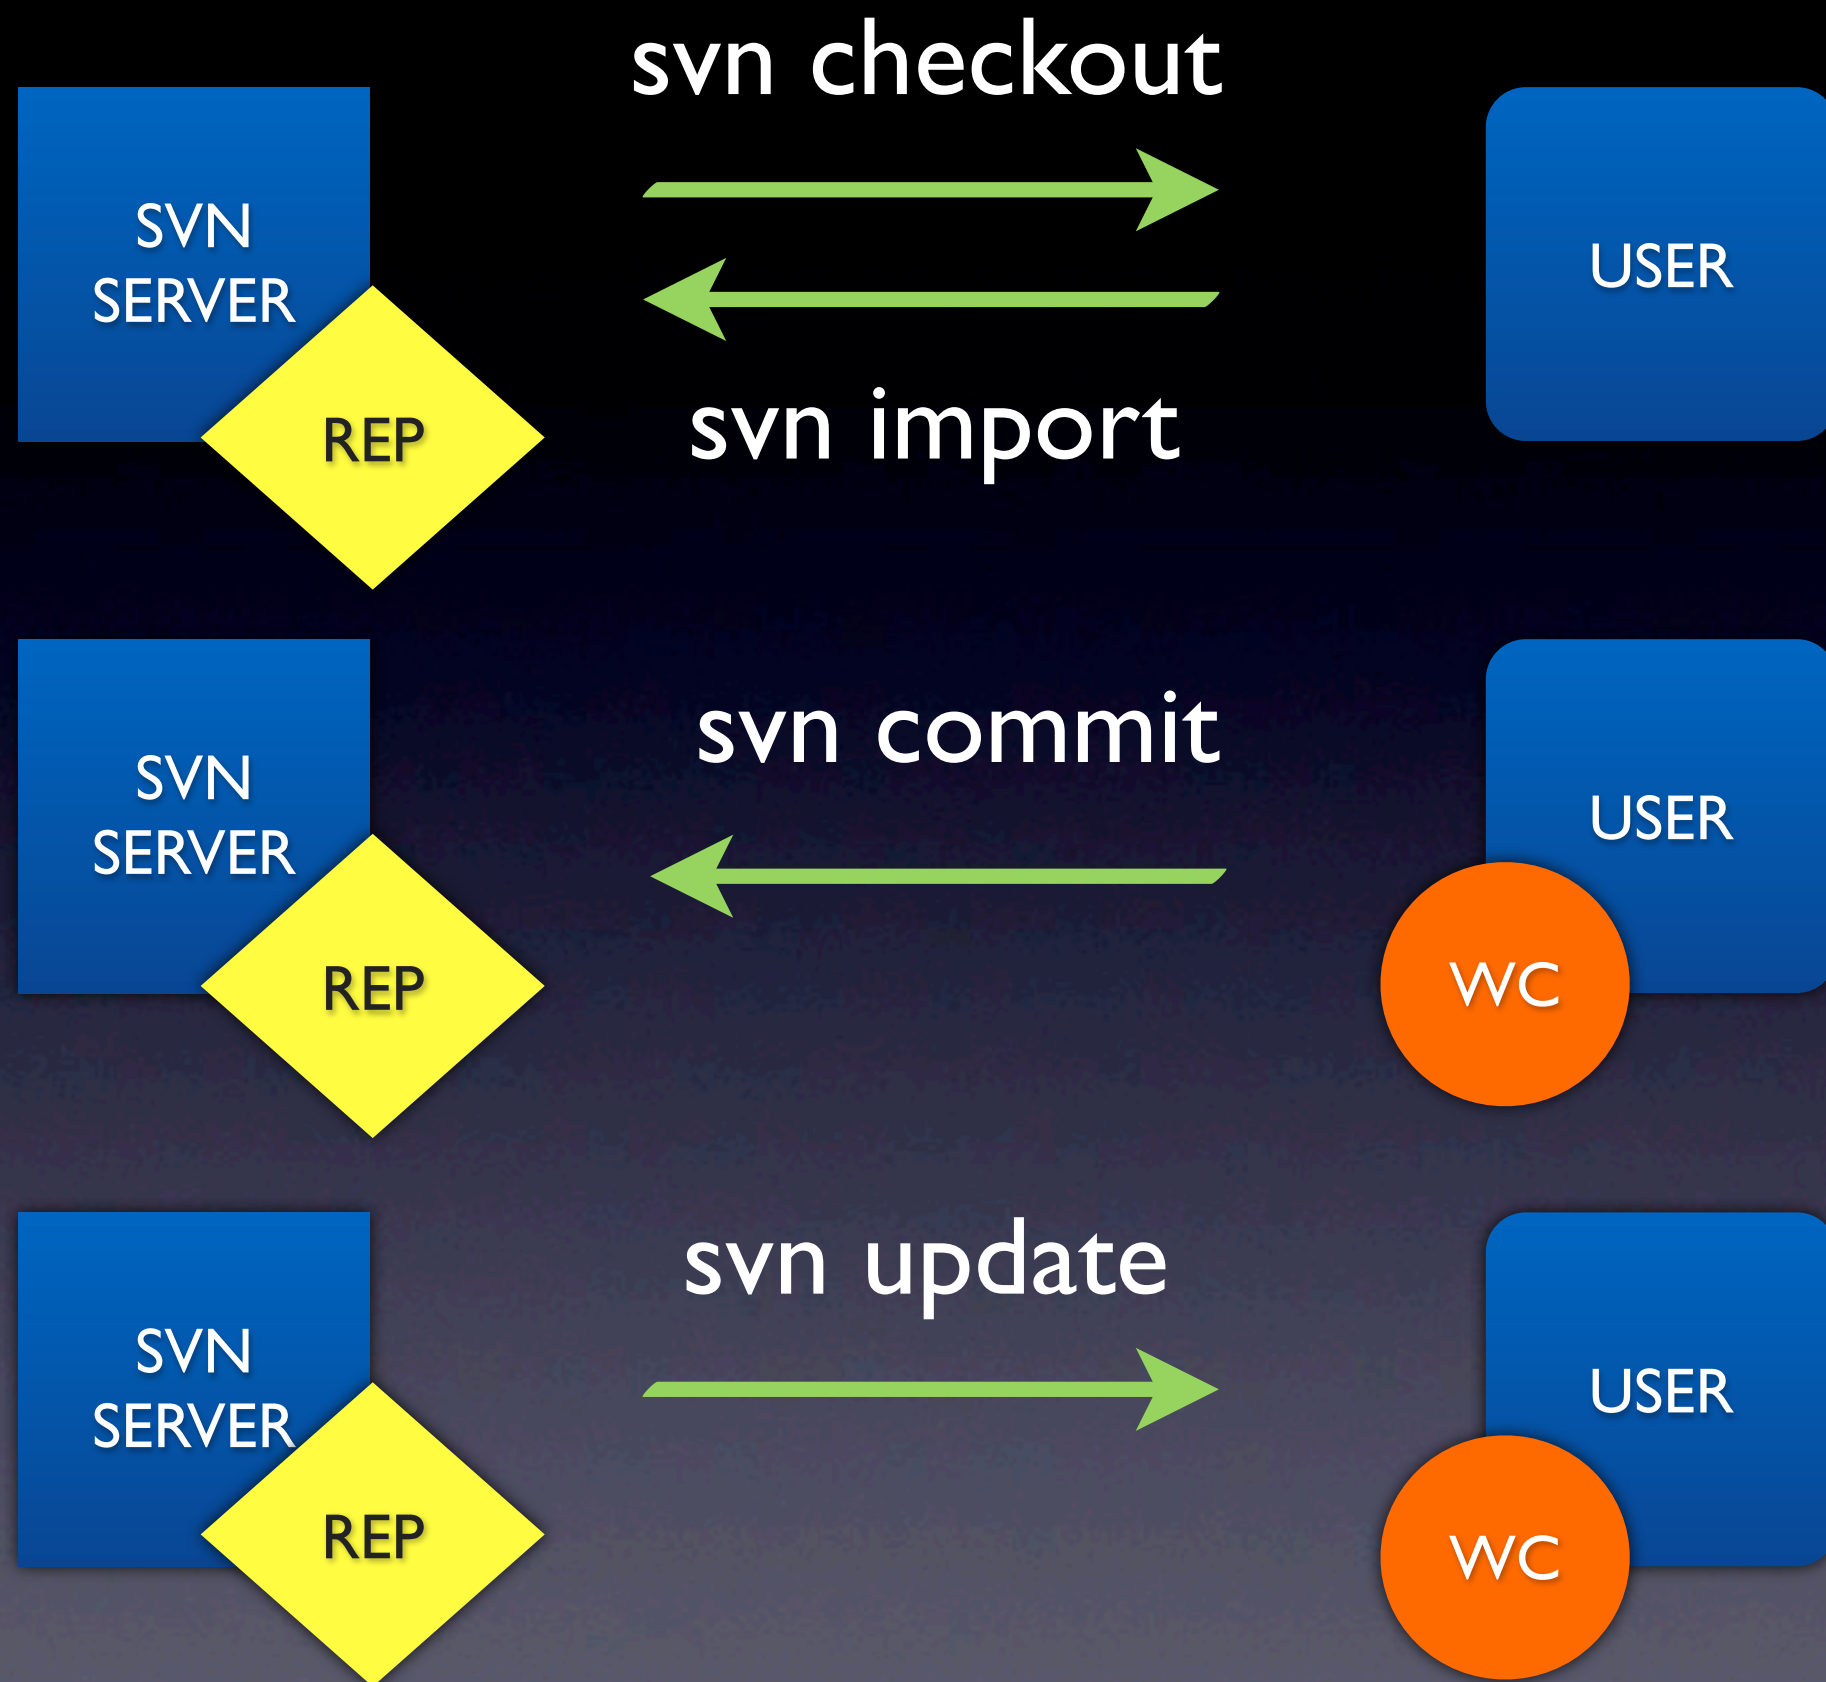 svn checkout
SVN
SERVER
REP
USER
svn import
svn commit
SVN
SERVER
REP
USER
WC
svn update
SVN
SERVER
REP
USER
WC